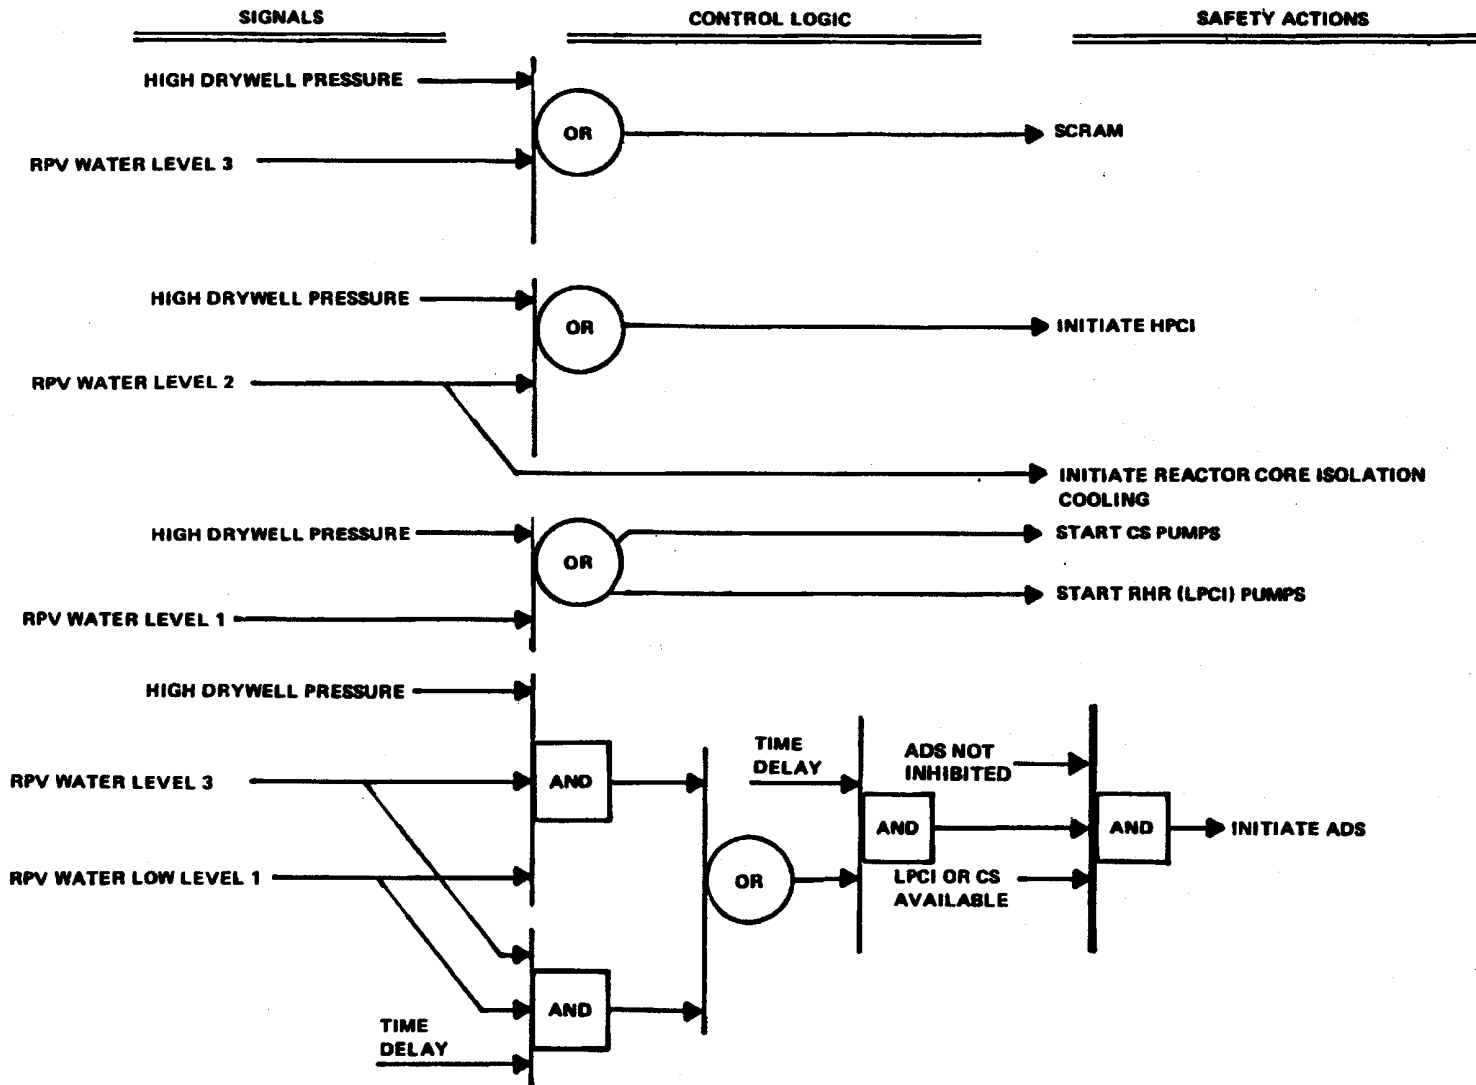 SIGNALS
CONTROL LOGIC
SAFETY ACTIONS
HIGH DRYWELL PRESSURE
OR
SCRAM
RPV WATER LEVEL 3
HIGH DRYWELL PRESSURE
OR
INITIATE HPCI
RPV WATER LEVEL 2
INITIATE REACTOR CORE ISOLATION
COOLING
HIGH DRYWELL PRESSURE
OR
START CS PUMPS
START RHR (LPCI) PUMPS
RPV WATER LEVEL 1
HIGH DRYWELL PRESSURE
RPV WATER LEVEL 3
AND
TIME
DELAY
ADS NOT
INHIBITED
AND
AND
INITIATE ADS
RPV WATER LOW LEVEL 1
OR
LPCI OR CS
AVAILABLE
AND
TIME
DELAY